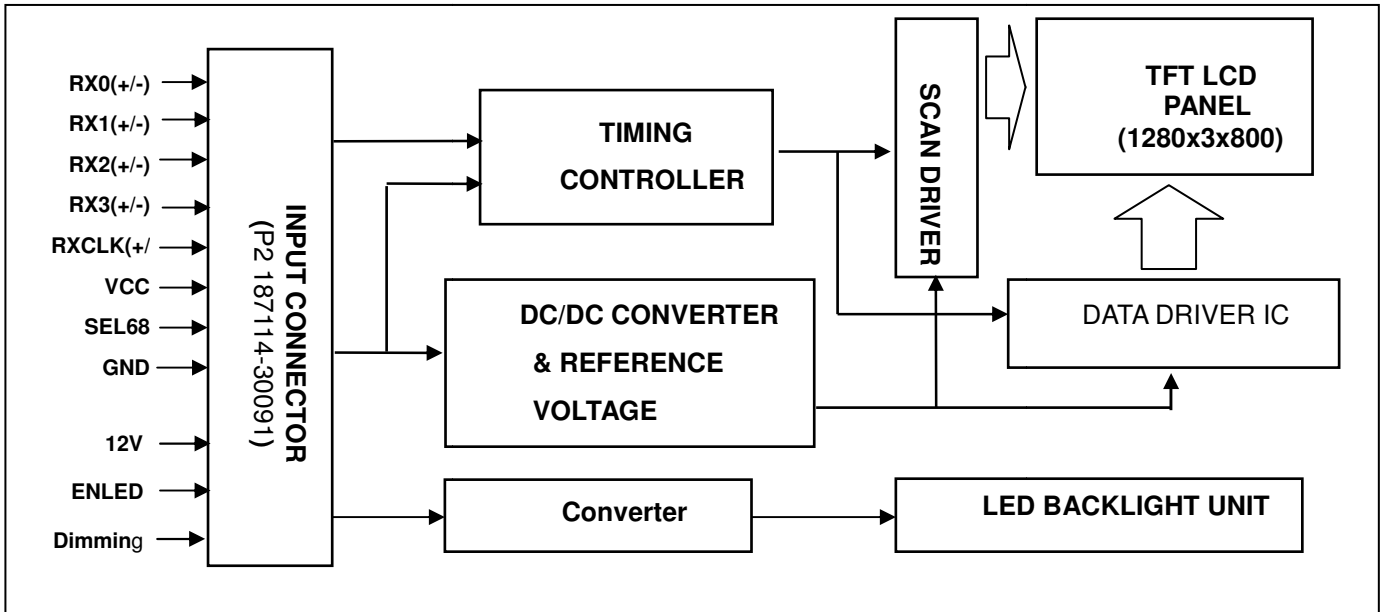 RX0(+/-)
RX1(+/-)
RX2(+/-)
RX3(+/-)
RXCLK(+/
VCC
SEL68
GND
12V
ENLED
Dimming
INPUT CONNECTOR
(P2 187114-30091)
TIMING
CONTROLLER
DC/DC CONVERTER
& REFERENCE
VOLTAGE
Converter
SCAN DRIVER
TFT LCD
PANEL
(1280x3x800)
DATA DRIVER IC
LED BACKLIGHT UNIT